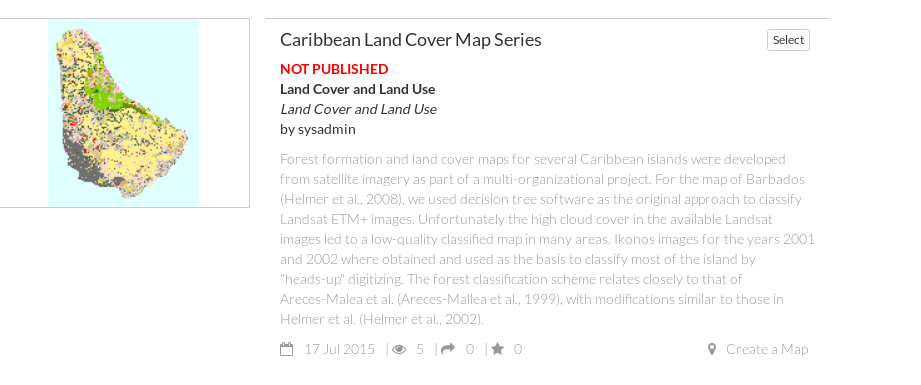 Caribbean Land Cover Map Series
Select
NOT PUBLISHED
Land Cover and Land Use
Land Cover and Land Use
by sysadmin
Forest formation and land cover maps for several Caribbean islands were developed
from satellite imagery as part of a multi-organizational project. For the map of Barbados
(Helmer et al., 2008), we used decision tree software as the original approach to classify
Landsat ETM+ images. Unfortunately the high cloud cover in the available Landsat
images led to a low-quality classified map in many areas. Ikonos images for the years 2001
and 2002 where obtained and used as the basis to classify most of the island by
"heads-up" digitizing. The forest classification scheme relates closely to that of
Areces-Malea et al. (Areces-Mallea et al., 1999), with modifications similar to those in
Helmer et al. (Helmer et al., 2002).
17 Jul 2015 | 5 | 0 | 0 Create a Map